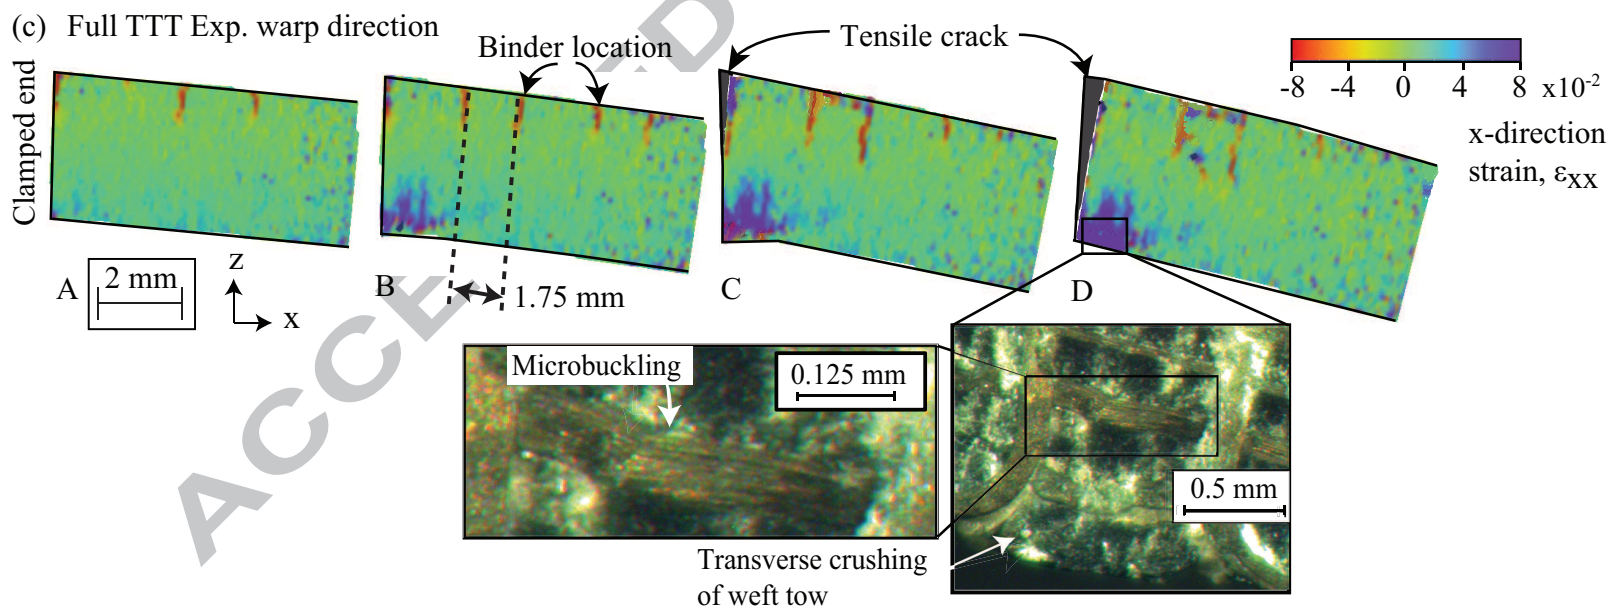 (c) Full TTT Exp. warp direction
Clamped end
Binder location
Tensile crack
-8 -4 0 4 8 x10-2
x-direction
strain, εxx
A
2 mm
z
x
B
1.75 mm
C
D
Microbuckling
0.125 mm
0.5 mm
Transverse crushing
of weft tow